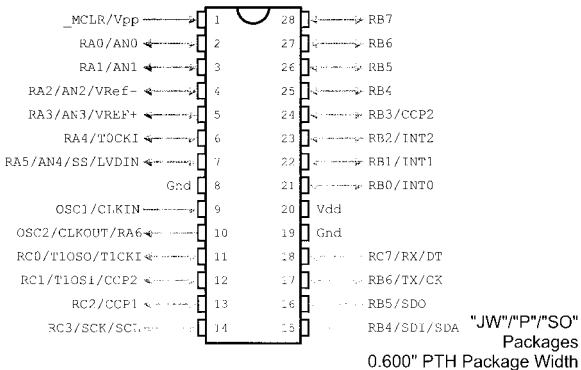 _MCLR/Vpp 1 28 RB7
RA0/AN0 2 27 RB6
RA1/AN1 3 26 RB5
RA2/AN2/VRef- 4 25 RB4
RA3/AN3/VREF+ 5 24 RB3/CCP2
RA4/T0CKI 6 23 RB2/INT2
RA5/AN4/SS/LVDIN 7 22 RB1/INT1
Gnd 8 21 RB0/INT0
OSC1/CLKIN 9 20 Vdd
OSC2/CLKOUT/RA6 10 19 Gnd
RC0/T1OSO/T1CKI 11 18 RC7/RX/DT
RC1/T1OSi/CCP2 12 17 RB6/TX/CK
RC2/CCP1 13 16 RB5/SDO
RC3/SCK/SCL 14 15 RB4/SDI/SDA
"JW"/"P"/"SO"
Packages
0.600" PTH Package Width